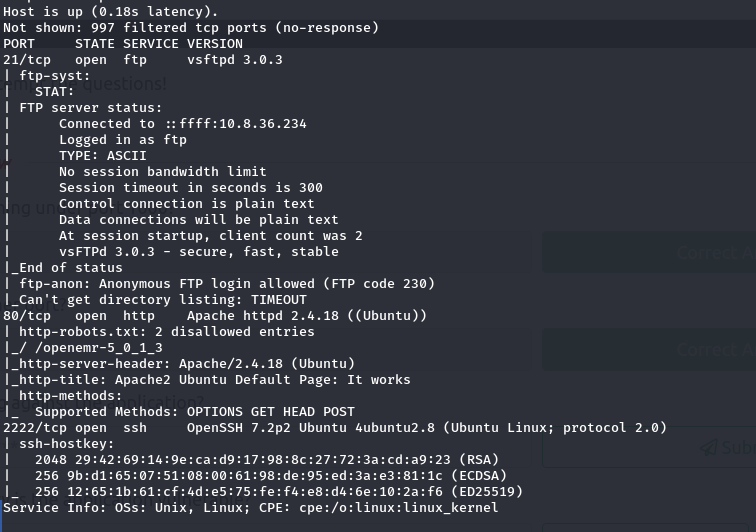 Host is up (0.18s latency).
Not shown: 997 filtered tcp ports (no-response)
PORT     STATE SERVICE VERSION
21/tcp   open  ftp     vsftpd 3.0.3
| ftp-syst:
|   STAT:
| FTP server status:
|      Connected to ::ffff:10.8.36.234
|      Logged in as ftp
|      TYPE: ASCII
|      No session bandwidth limit
|      Session timeout in seconds is 300
|      Control connection is plain text
|      Data connections will be plain text
|      At session startup, client count was 2
|      vsFTPd 3.0.3 - secure, fast, stable
|_End of status
| ftp-anon: Anonymous FTP login allowed (FTP code 230)
|_Can't get directory listing: TIMEOUT
80/tcp   open  http    Apache httpd 2.4.18 ((Ubuntu))
| http-robots.txt: 2 disallowed entries
|_/ /openemr-5_0_1_3
|_http-server-header: Apache/2.4.18 (Ubuntu)
|_http-title: Apache2 Ubuntu Default Page: It works
| http-methods:
|_  Supported Methods: OPTIONS GET HEAD POST
2222/tcp open  ssh     OpenSSH 7.2p2 Ubuntu 4ubuntu2.8 (Ubuntu Linux; protocol 2.0)
| ssh-hostkey:
|   2048 29:42:69:14:9e:ca:d9:17:98:8c:27:72:3a:cd:a9:23 (RSA)
|   256 9b:d1:65:07:51:08:00:61:98:de:95:ed:3a:e3:81:1c (ECDSA)
|_  256 12:65:1b:61:cf:4d:e5:75:fe:f4:e8:d4:6e:10:2a:f6 (ED25519)
Service Info: OSs: Unix, Linux; CPE: cpe:/o:linux:linux_kernel